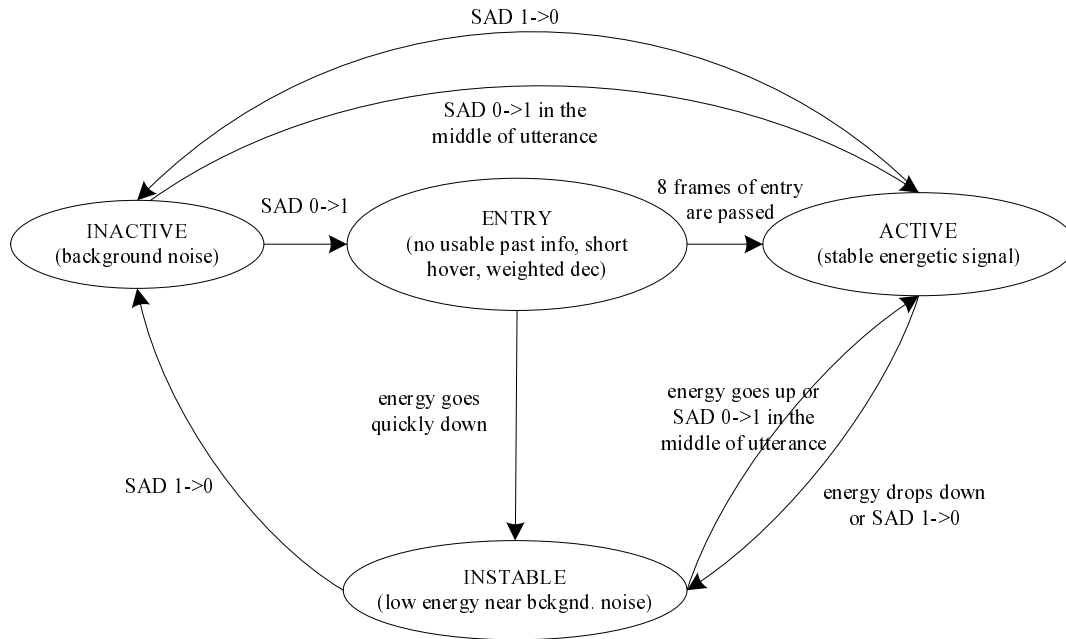 SAD 1->0
SAD 0->1 in the
middle of utterance
8 frames of entry
are passed
SAD 0->1
INACTIVE
(background noise)
ENTRY
(no usable past info, short
hover, weighted dec)
ACTIVE
(stable energetic signal)
energy goes
quickly down
energy goes up or
SAD 0->1 in the
middle of utterance
SAD 1->0
energy drops down
or SAD 1->0
INSTABLE
(low energy near bckgnd. noise)